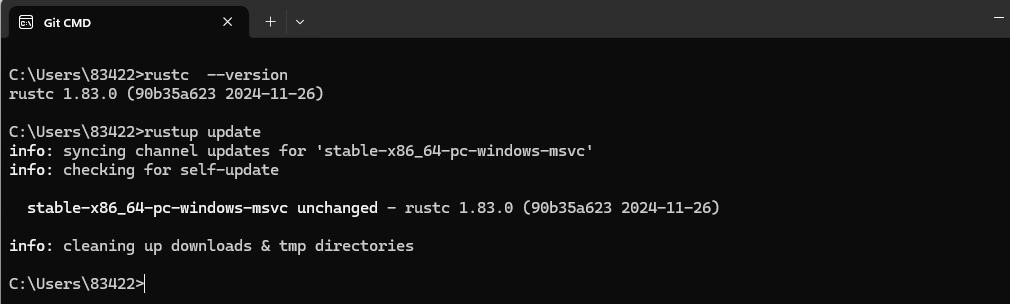 Git CMD
C:\Users\83422>rustc  --version
rustc 1.83.0 (90b35a623 2024-11-26)
C:\Users\83422>rustup update
info: syncing channel updates for 'stable-x86_64-pc-windows-msvc'
info: checking for self-update
stable-x86_64-pc-windows-msvc unchanged - rustc 1.83.0 (90b35a623 2024-11-26)
info: cleaning up downloads & tmp directories
C:\Users\83422>